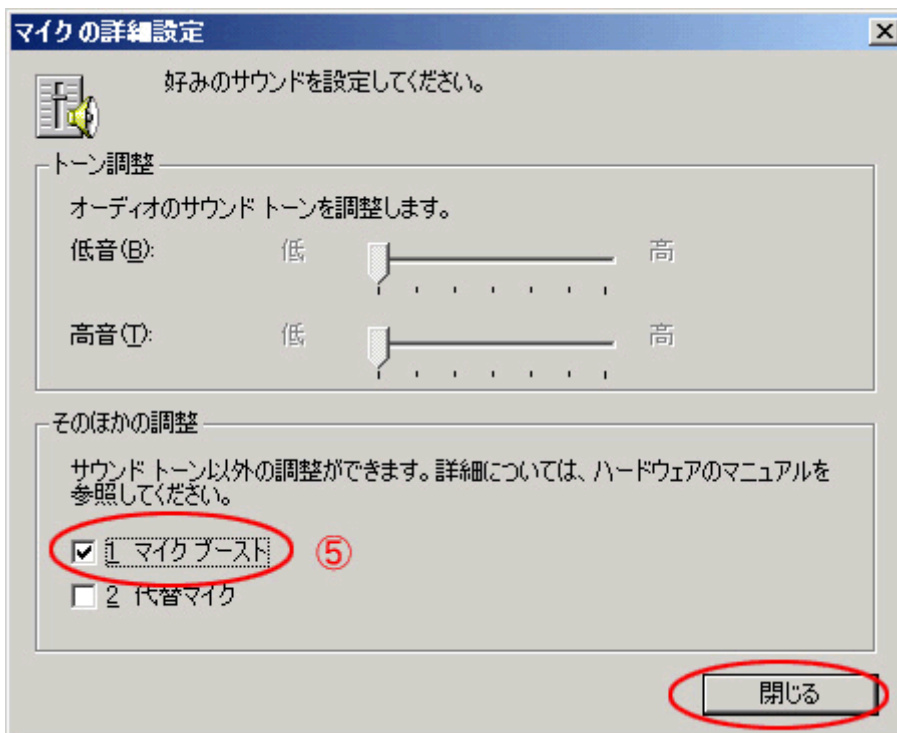 マイクの詳細設定
好みのサウンドを設定してください。
トーン調整
オーディオのサウンド トーンを調整します。
低音(B): 低 高
高音(T): 低 高
そのほかの調整
サウンド トーン以外の調整ができます。詳細については、ハードウェアのマニュアルを
参照してください。
1 マイク ブースト ⑤
2 代替マイク
閉じる